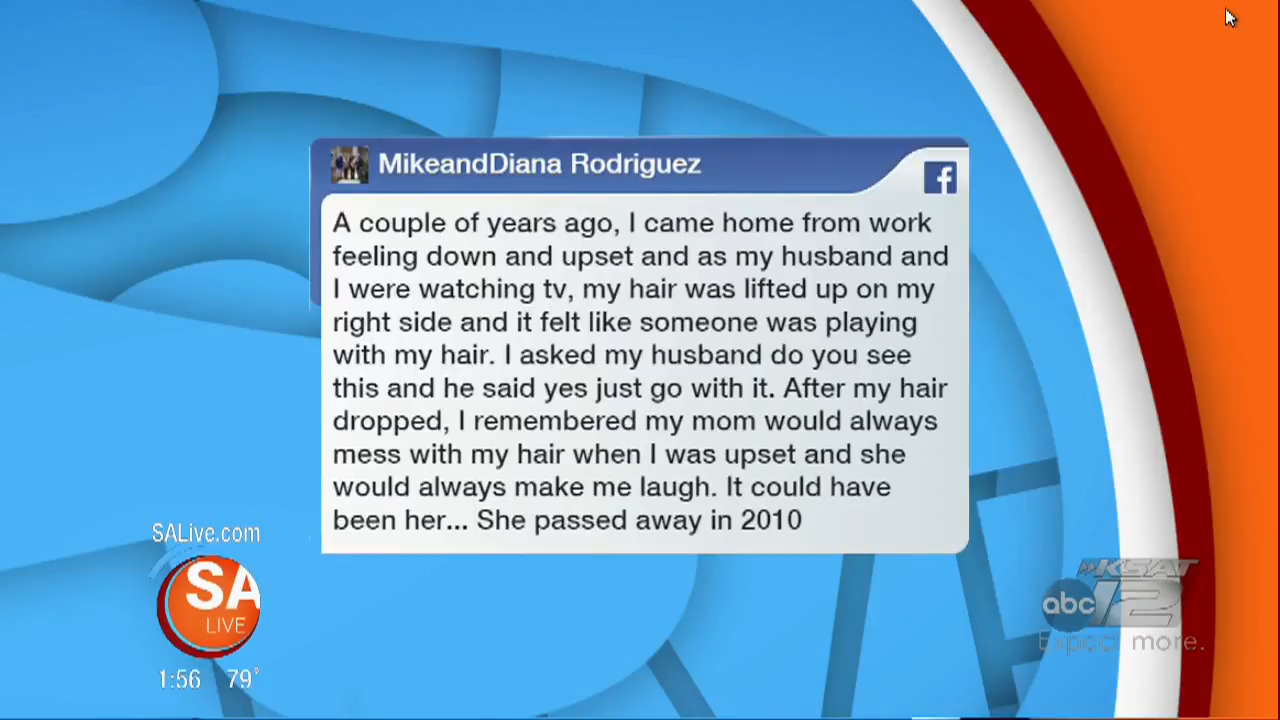 MikeandDiana Rodriguez
A couple of years ago, I came home from work
feeling down and upset and as my husband and
I were watching tv, my hair was lifted up on my
right side and it felt like someone was playing
with my hair. I asked my husband do you see
this and he said yes just go with it. After my hair
dropped, I remembered my mom would always
mess with my hair when I was upset and she
would always make me laugh. It could have
been her... She passed away in 2010
SALive.com
SA
LIVE
1:56 79°
KSAT
abc 12
Expect more.